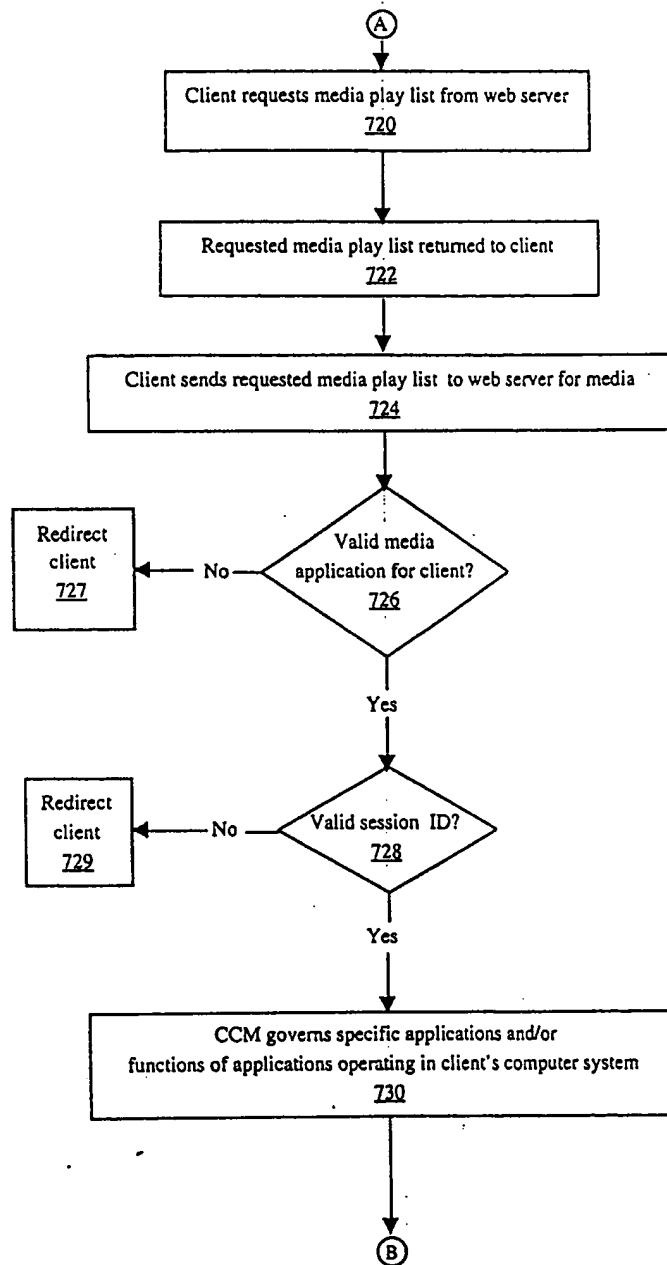 A
Client requests media play list from web server
720
Requested media play list returned to client
722
Client sends requested media play list to web server for media
724
Valid media
application for client?
726
No
Redirect
client
727
Yes
Valid session ID?
728
No
Redirect
client
729
Yes
CCM governs specific applications and/or
functions of applications operating in client's computer system
730
B